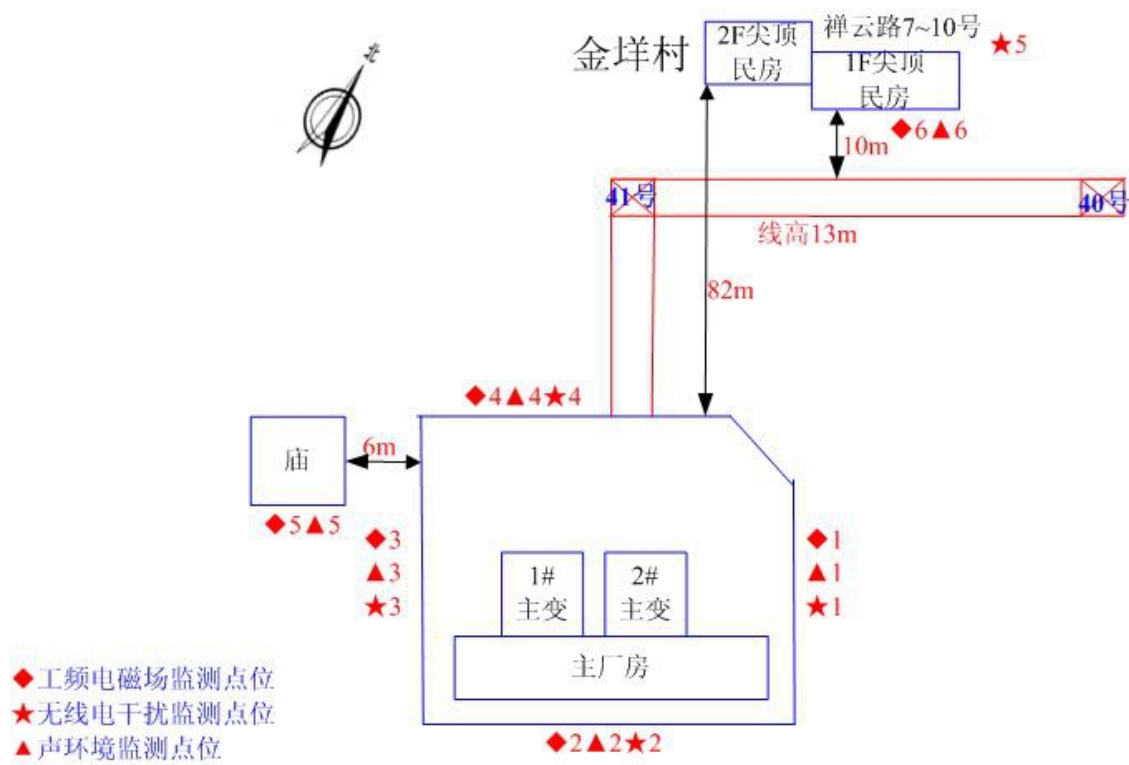 北
金垟村
2F尖顶
民房
禅云路7~10号
★5
1F尖顶
民房
◆6▲6
10m
41号
40号
线高13m
82m
◆4▲4★4
庙
6m
◆5▲5
◆3
▲3
★3
1#
主变
2#
主变
主厂房
◆1
▲1
★1
◆工频电磁场监测点位
★无线电干扰监测点位
▲声环境监测点位
◆2▲2★2